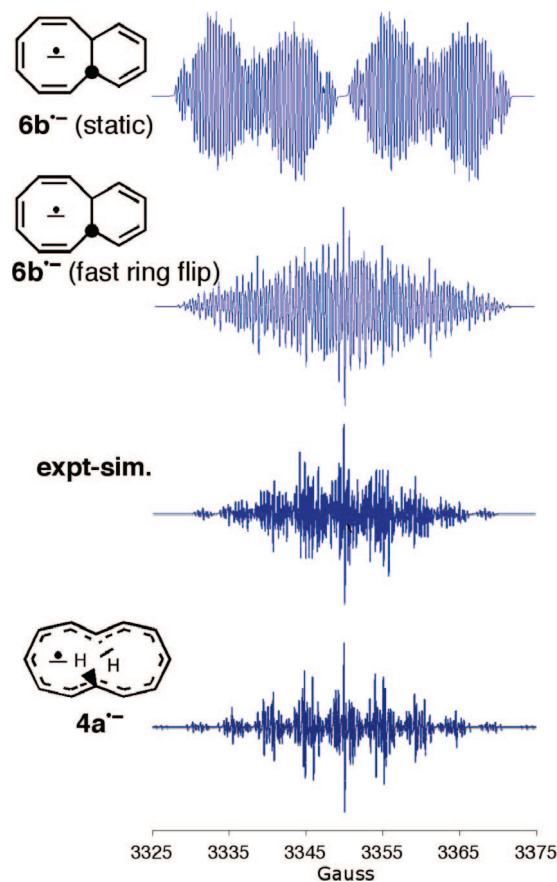 6b•− (static)
6b•− (fast ring flip)
expt-sim.
H
H
4a•−
3325 3335 3345 3355 3365 3375
Gauss